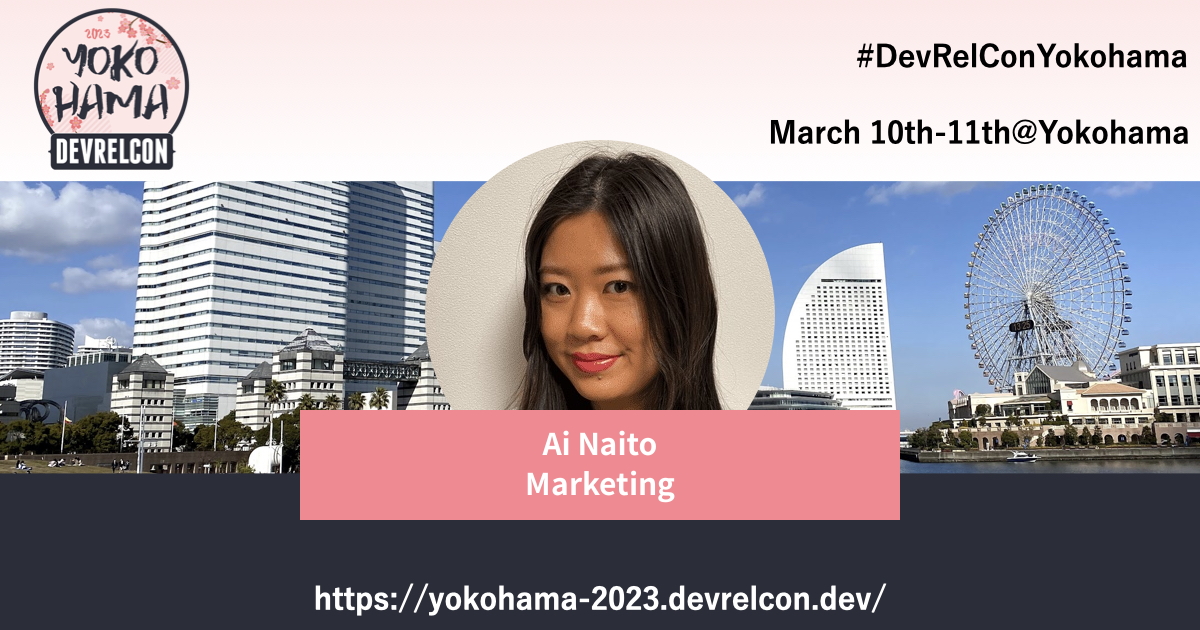 2023
YOKO
HAMA
DEVRELCON
#DevRelConYokohama
March 10th-11th@Yokohama
Ai Naito
Marketing
https://yokohama-2023.devrelcon.dev/